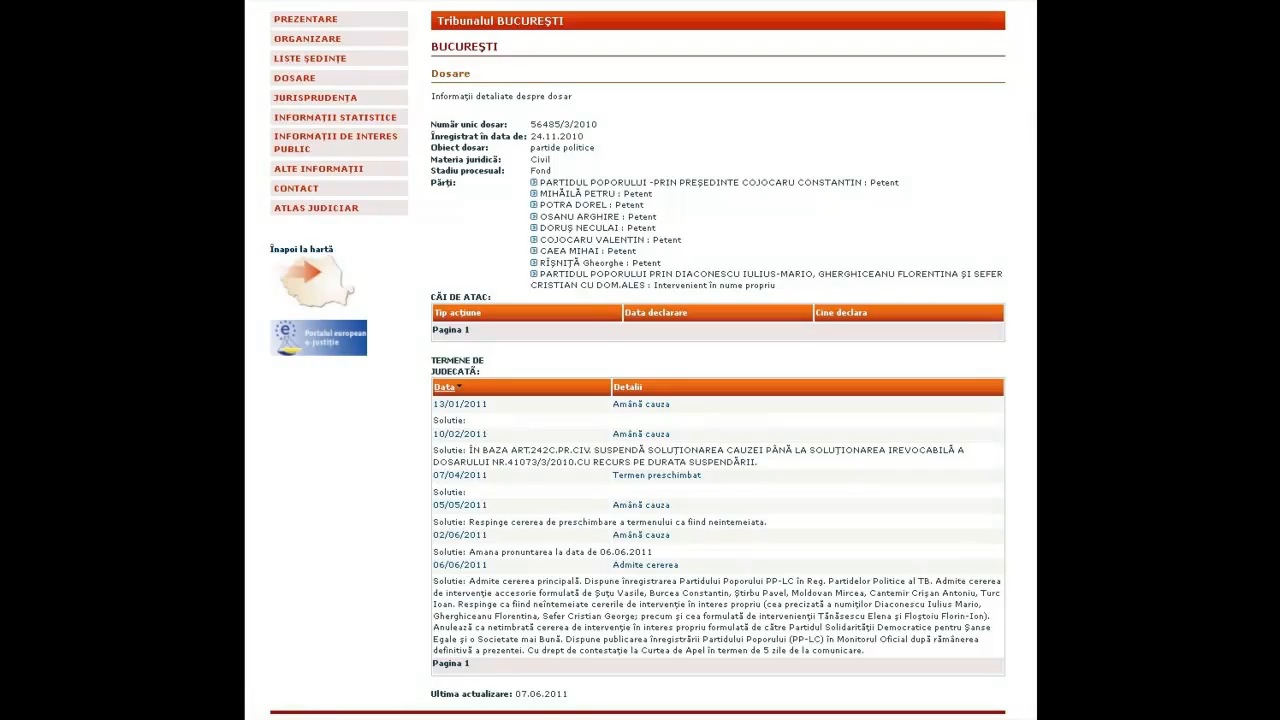 PREZENTARE
ORGANIZARE
LISTE ŞEDINŢE
DOSARE
JURISPRUDENŢA
INFORMAŢII STATISTICE
INFORMAŢII DE INTERES
PUBLIC
ALTE INFORMAŢII
CONTACT
ATLAS JUDICIAR
Înapoi la hartă
Portalul european
e-justiţie
Tribunalul BUCUREŞTI
BUCUREŞTI
Dosare
Informaţii detaliate despre dosar
Număr unic dosar: 56485/3/2010
Înregistrat în data de: 24.11.2010
Obiect dosar: partide politice
Materia juridică: Civil
Stadiu procesual: Fond
Părţi: PARTIDUL POPORULUI -PRIN PREŞEDINTE COJOCARU CONSTANTIN : Petent
MIHĂILĂ PETRU : Petent
POTRA DOREL : Petent
OSANU ARGHIRE : Petent
DORUŞ NECULAI : Petent
COJOCARU VALENTIN : Petent
CAEA MIHAI : Petent
RÎŞNIŢĂ Gheorghe : Petent
PARTIDUL POPORULUI PRIN DIACONESCU IULIUS-MARIO, GHERGHICEANU FLORENTINA ŞI SEFER
CRISTIAN CU DOM.ALES : Intervenient în nume propriu
CĂI DE ATAC:
Tip acţiune Data declarare Cine declara
Pagina 1
TERMENE DE
JUDECATĂ:
Data Detalii
13/01/2011 Amână cauza
Solutie:
10/02/2011 Amână cauza
Solutie: ÎN BAZA ART.242C.PR.CIV. SUSPENDĂ SOLUŢIONAREA CAUZEI PÂNĂ LA SOLUŢIONAREA IREVOCABILĂ A
DOSARULUI NR.41073/3/2010.CU RECURS PE DURATA SUSPENDĂRII.
07/04/2011 Termen preschimbat
Solutie:
05/05/2011 Amână cauza
Solutie: Respinge cererea de preschimbare a termenului ca fiind neintemeiata.
02/06/2011 Amână cauza
Solutie: Amana pronuntarea la data de 06.06.2011
06/06/2011 Admite cererea
Solutie: Admite cererea principală. Dispune înregistrarea Partidului Poporului PP-LC în Reg. Partidelor Politice al TB. Admite cererea
de intervenţie accesorie formulată de Şuţu Vasile, Burcea Constantin, Ştirbu Pavel, Moldovan Mircea, Cantemir Crişan Antoniu, Turc
Ioan. Respinge ca fiind neîntemeiate cererile de intervenţie în interes propriu (cea precizată a numiţilor Diaconescu Iulius Mario,
Gherghiceanu Florentina, Sefer Cristian George; precum şi cea formulată de intervenienţii Tănăsescu Elena şi Floştoiu Florin-Ion).
Anulează ca netimbrată cererea de intervenţie în interes propriu formulată de către Partidul Solidarităţii Democratice pentru Şanse
Egale şi o Societate mai Bună. Dispune publicarea înregistrării Partidului Poporului (PP-LC) în Monitorul Oficial după rămânerea
definitivă a prezentei. Cu drept de contestaţie la Curtea de Apel în termen de 5 zile de la comunicare.
Pagina 1
Ultima actualizare: 07.06.2011